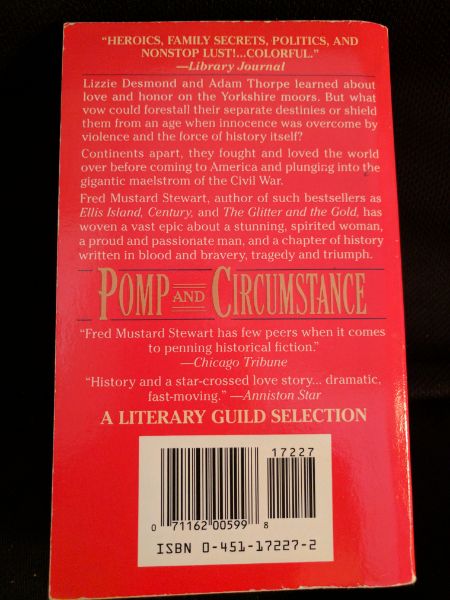 “HEROICS, FAMILY SECRETS, POLITICS, AND
NONSTOP LUST!...COLORFUL.”
—Library Journal
Lizzie Desmond and Adam Thorpe learned about
love and honor on the Yorkshire moors. But what
vow could forestall their separate destinies or shield
them from an age when innocence was overcome by
violence and the force of history itself?
Continents apart, they fought and loved the world
over before coming to America and plunging into the
gigantic maelstrom of the Civil War.
Fred Mustard Stewart, author of such bestsellers as
Ellis Island, Century, and The Glitter and the Gold, has
woven a vast epic about a stunning, spirited woman,
a proud and passionate man, and a chapter of history
written in blood and bravery, tragedy and triumph.
POMP AND CIRCUMSTANCE
“Fred Mustard Stewart has few peers when it comes
to penning historical fiction.”
—Chicago Tribune
“History and a star-crossed love story... dramatic,
fast-moving.” —Anniston Star
A LITERARY GUILD SELECTION
17227
0 71162 00599 8
ISBN 0-451-17227-2